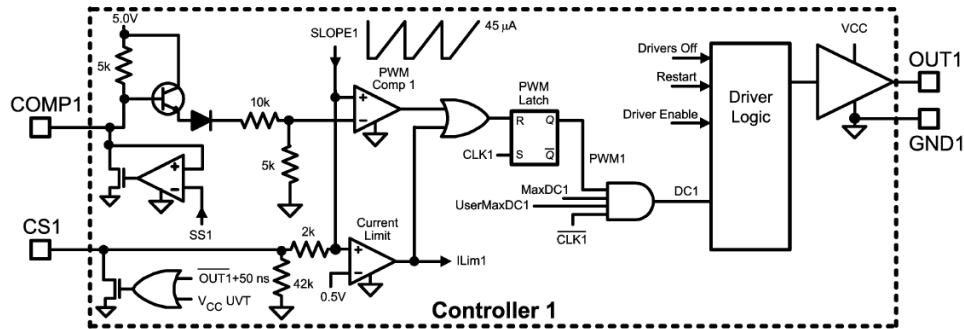 5.0V
SLOPE1
45 μA
VCC
5k
PWM
Comp 1
Drivers Off
OUT1
COMP1
10k
PWM
Latch
Restart
Driver
Logic
R
Q
Driver Enable
5k
CLK1
S
Q̅
PWM1
GND1
MaxDC1
DC1
UserMaxDC1
CS1
SS1
2k
Current
Limit
C̅L̅K̅1̅
ILim1
O̅U̅T̅1̅+50 ns
42k
0.5V
VCC UVT
Controller 1